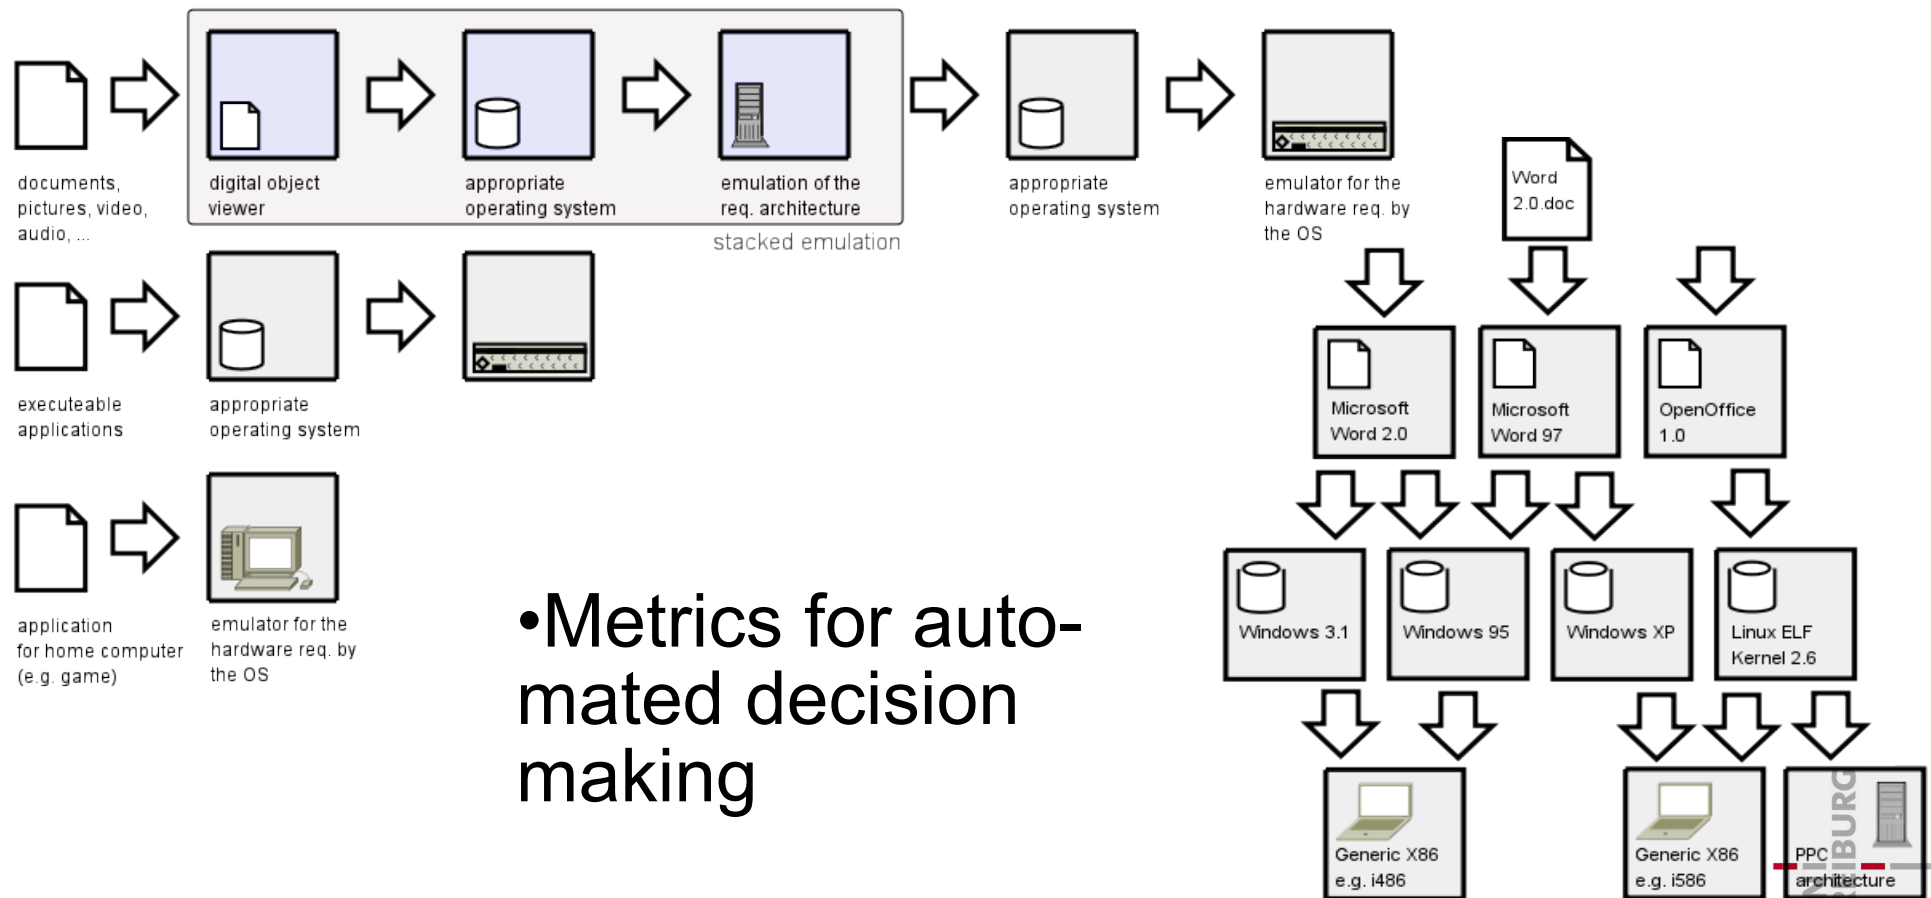 documents,
pictures, video,
audio, ...
digital object
viewer
appropriate
operating system
emulation of the
req. architecture
stacked emulation
appropriate
operating system
emulator for the
hardware req. by
the OS
executeable
applications
appropriate
operating system
application
for home computer
(e.g. game)
emulator for the
hardware req. by
the OS
•Metrics for auto-
mated decision
making
Word
2.0.doc
Microsoft
Word 2.0
Microsoft
Word 97
OpenOffice
1.0
Windows 3.1
Windows 95
Windows XP
Linux ELF
Kernel 2.6
Generic X86
e.g. i486
Generic X86
e.g. i586
PPC
architecture